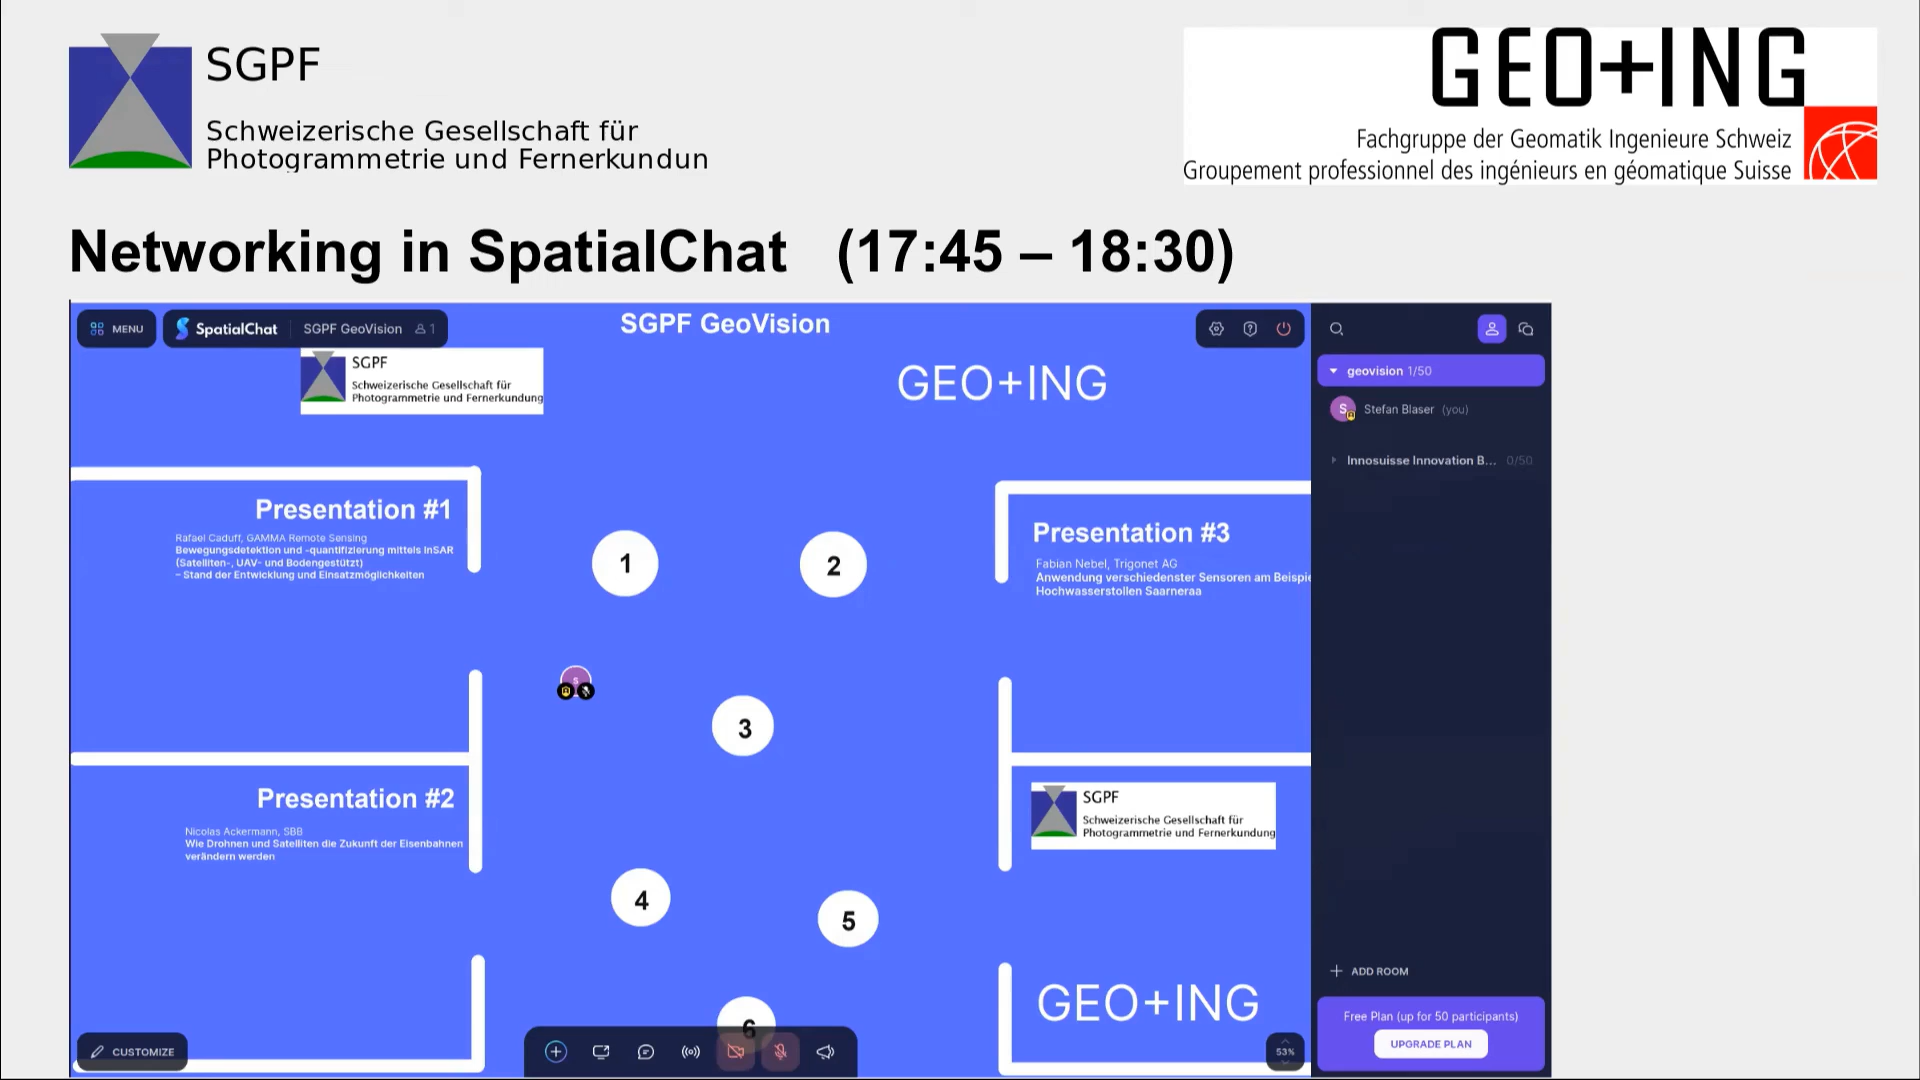 SGPF
Schweizerische Gesellschaft für
Photogrammetrie und Fernerkundun
GEO+ING
Fachgruppe der Geomatik Ingenieure Schweiz
Groupement professionnel des ingénieurs en géomatique Suisse
Networking in SpatialChat (17:45 – 18:30)
MENU
SpatialChat
SGPF GeoVision 1
SGPF GeoVision
SGPF
Schweizerische Gesellschaft für
Photogrammetrie und Fernerkundung
GEO+ING
geovision 1/50
S
Stefan Blaser (you)
Innosuisse Innovation B... 0/50
Presentation #1
Rafael Caduff, GAMMA Remote Sensing
Bewegungsdetektion und -quantifizierung mittels InSAR
(Satelliten-, UAV- und Bodengestützt)
– Stand der Entwicklung und Einsatzmöglichkeiten
1
2
Presentation #3
Fabian Nebel, Trigonet AG
Anwendung verschiedenster Sensoren am Beispie
Hochwasserstollen Saarneraa
S
3
Presentation #2
Nicolas Ackermann, SBB
Wie Drohnen und Satelliten die Zukunft der Eisenbahnen
verändern werden
SGPF
Schweizerische Gesellschaft für
Photogrammetrie und Fernerkundung
4
5
6
GEO+ING
ADD ROOM
Free Plan (up for 50 participants)
UPGRADE PLAN
CUSTOMIZE
53%